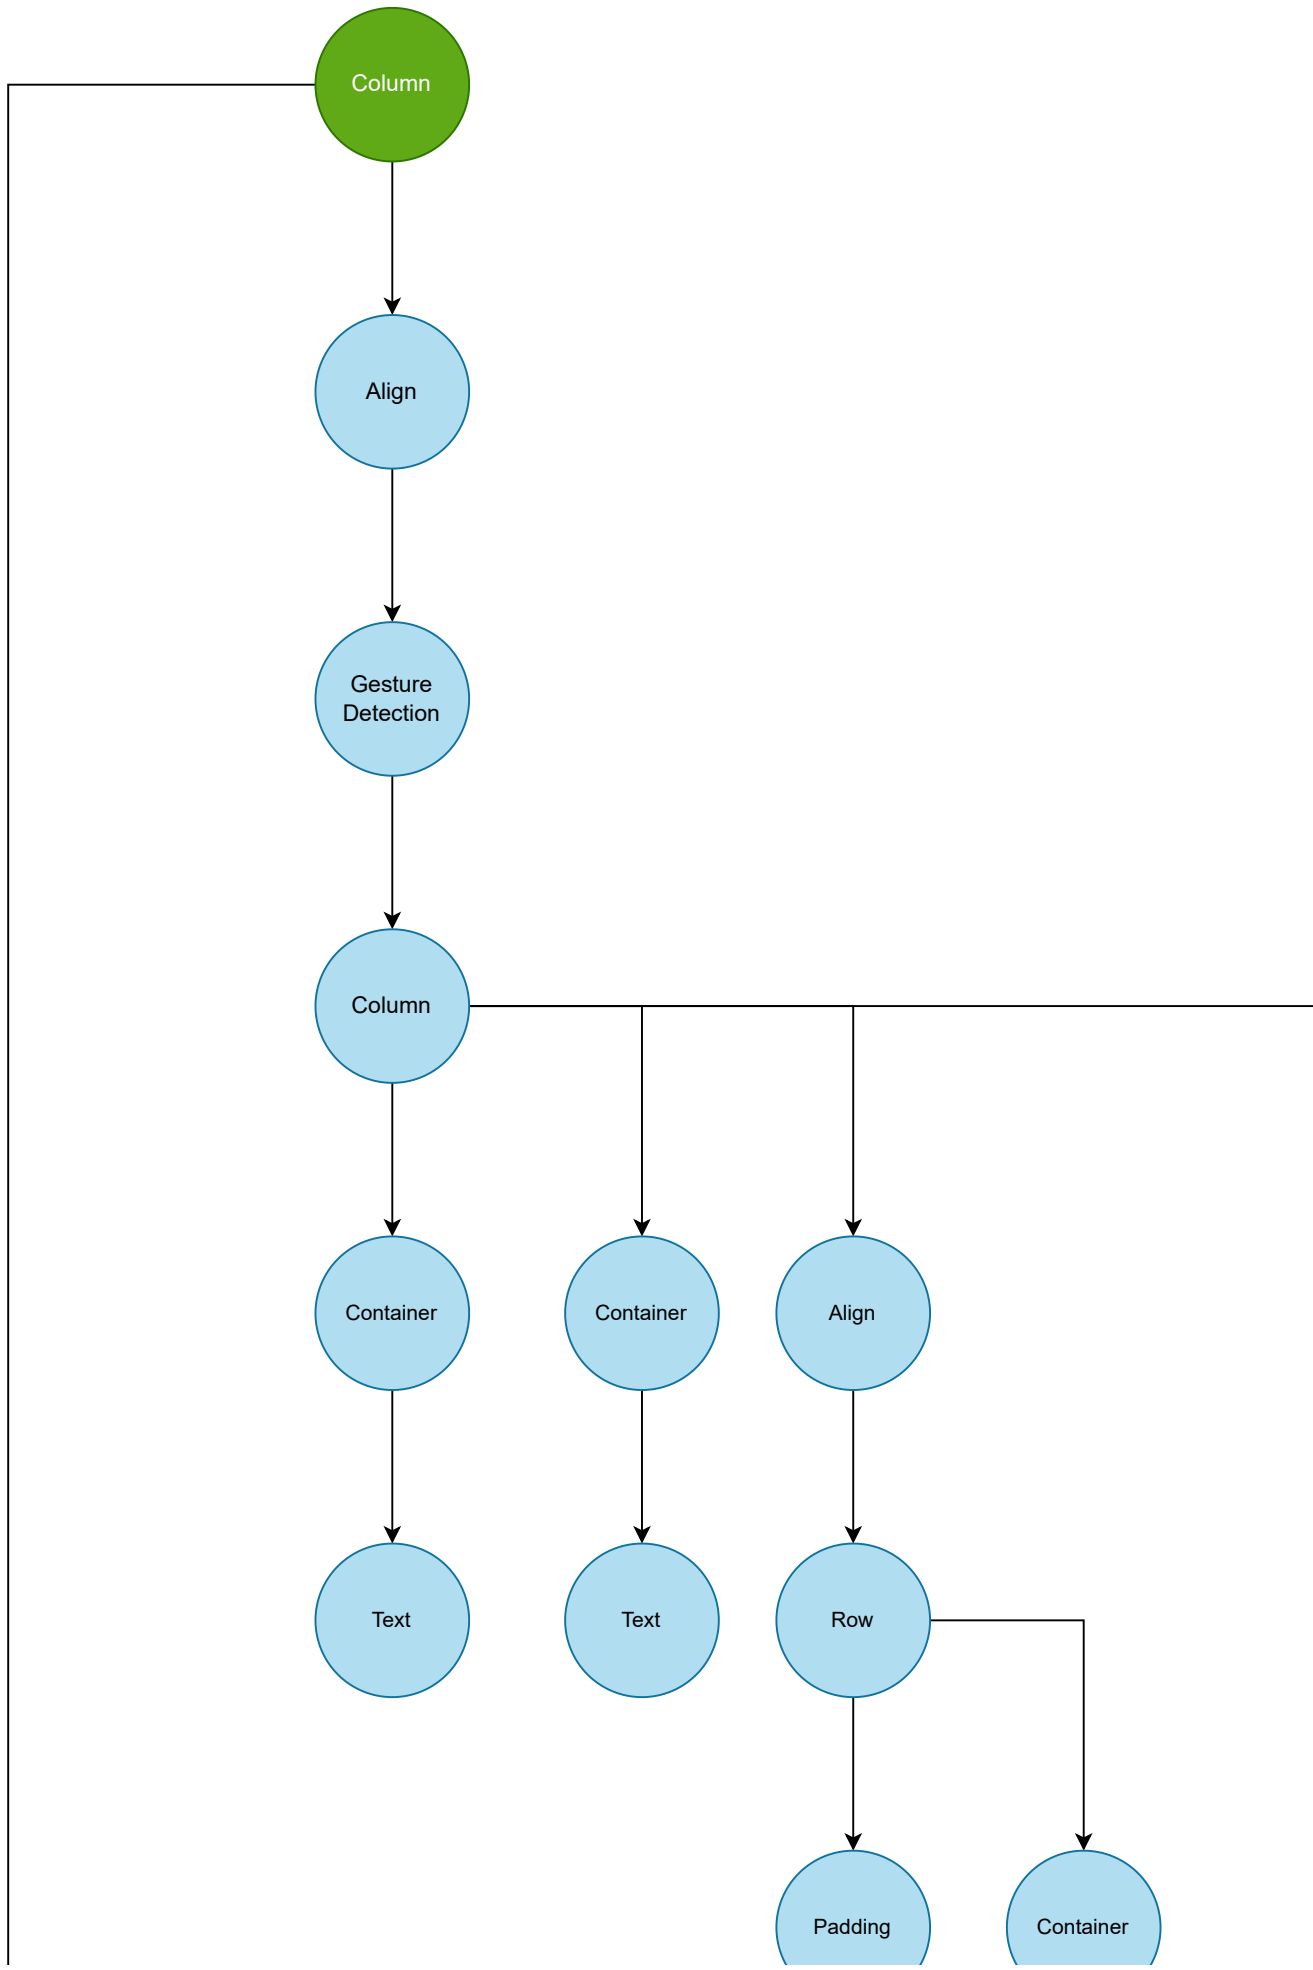 Column
Align
Gesture
Detection
Column
Container
Container
Align
Text
Text
Row
Padding
Container